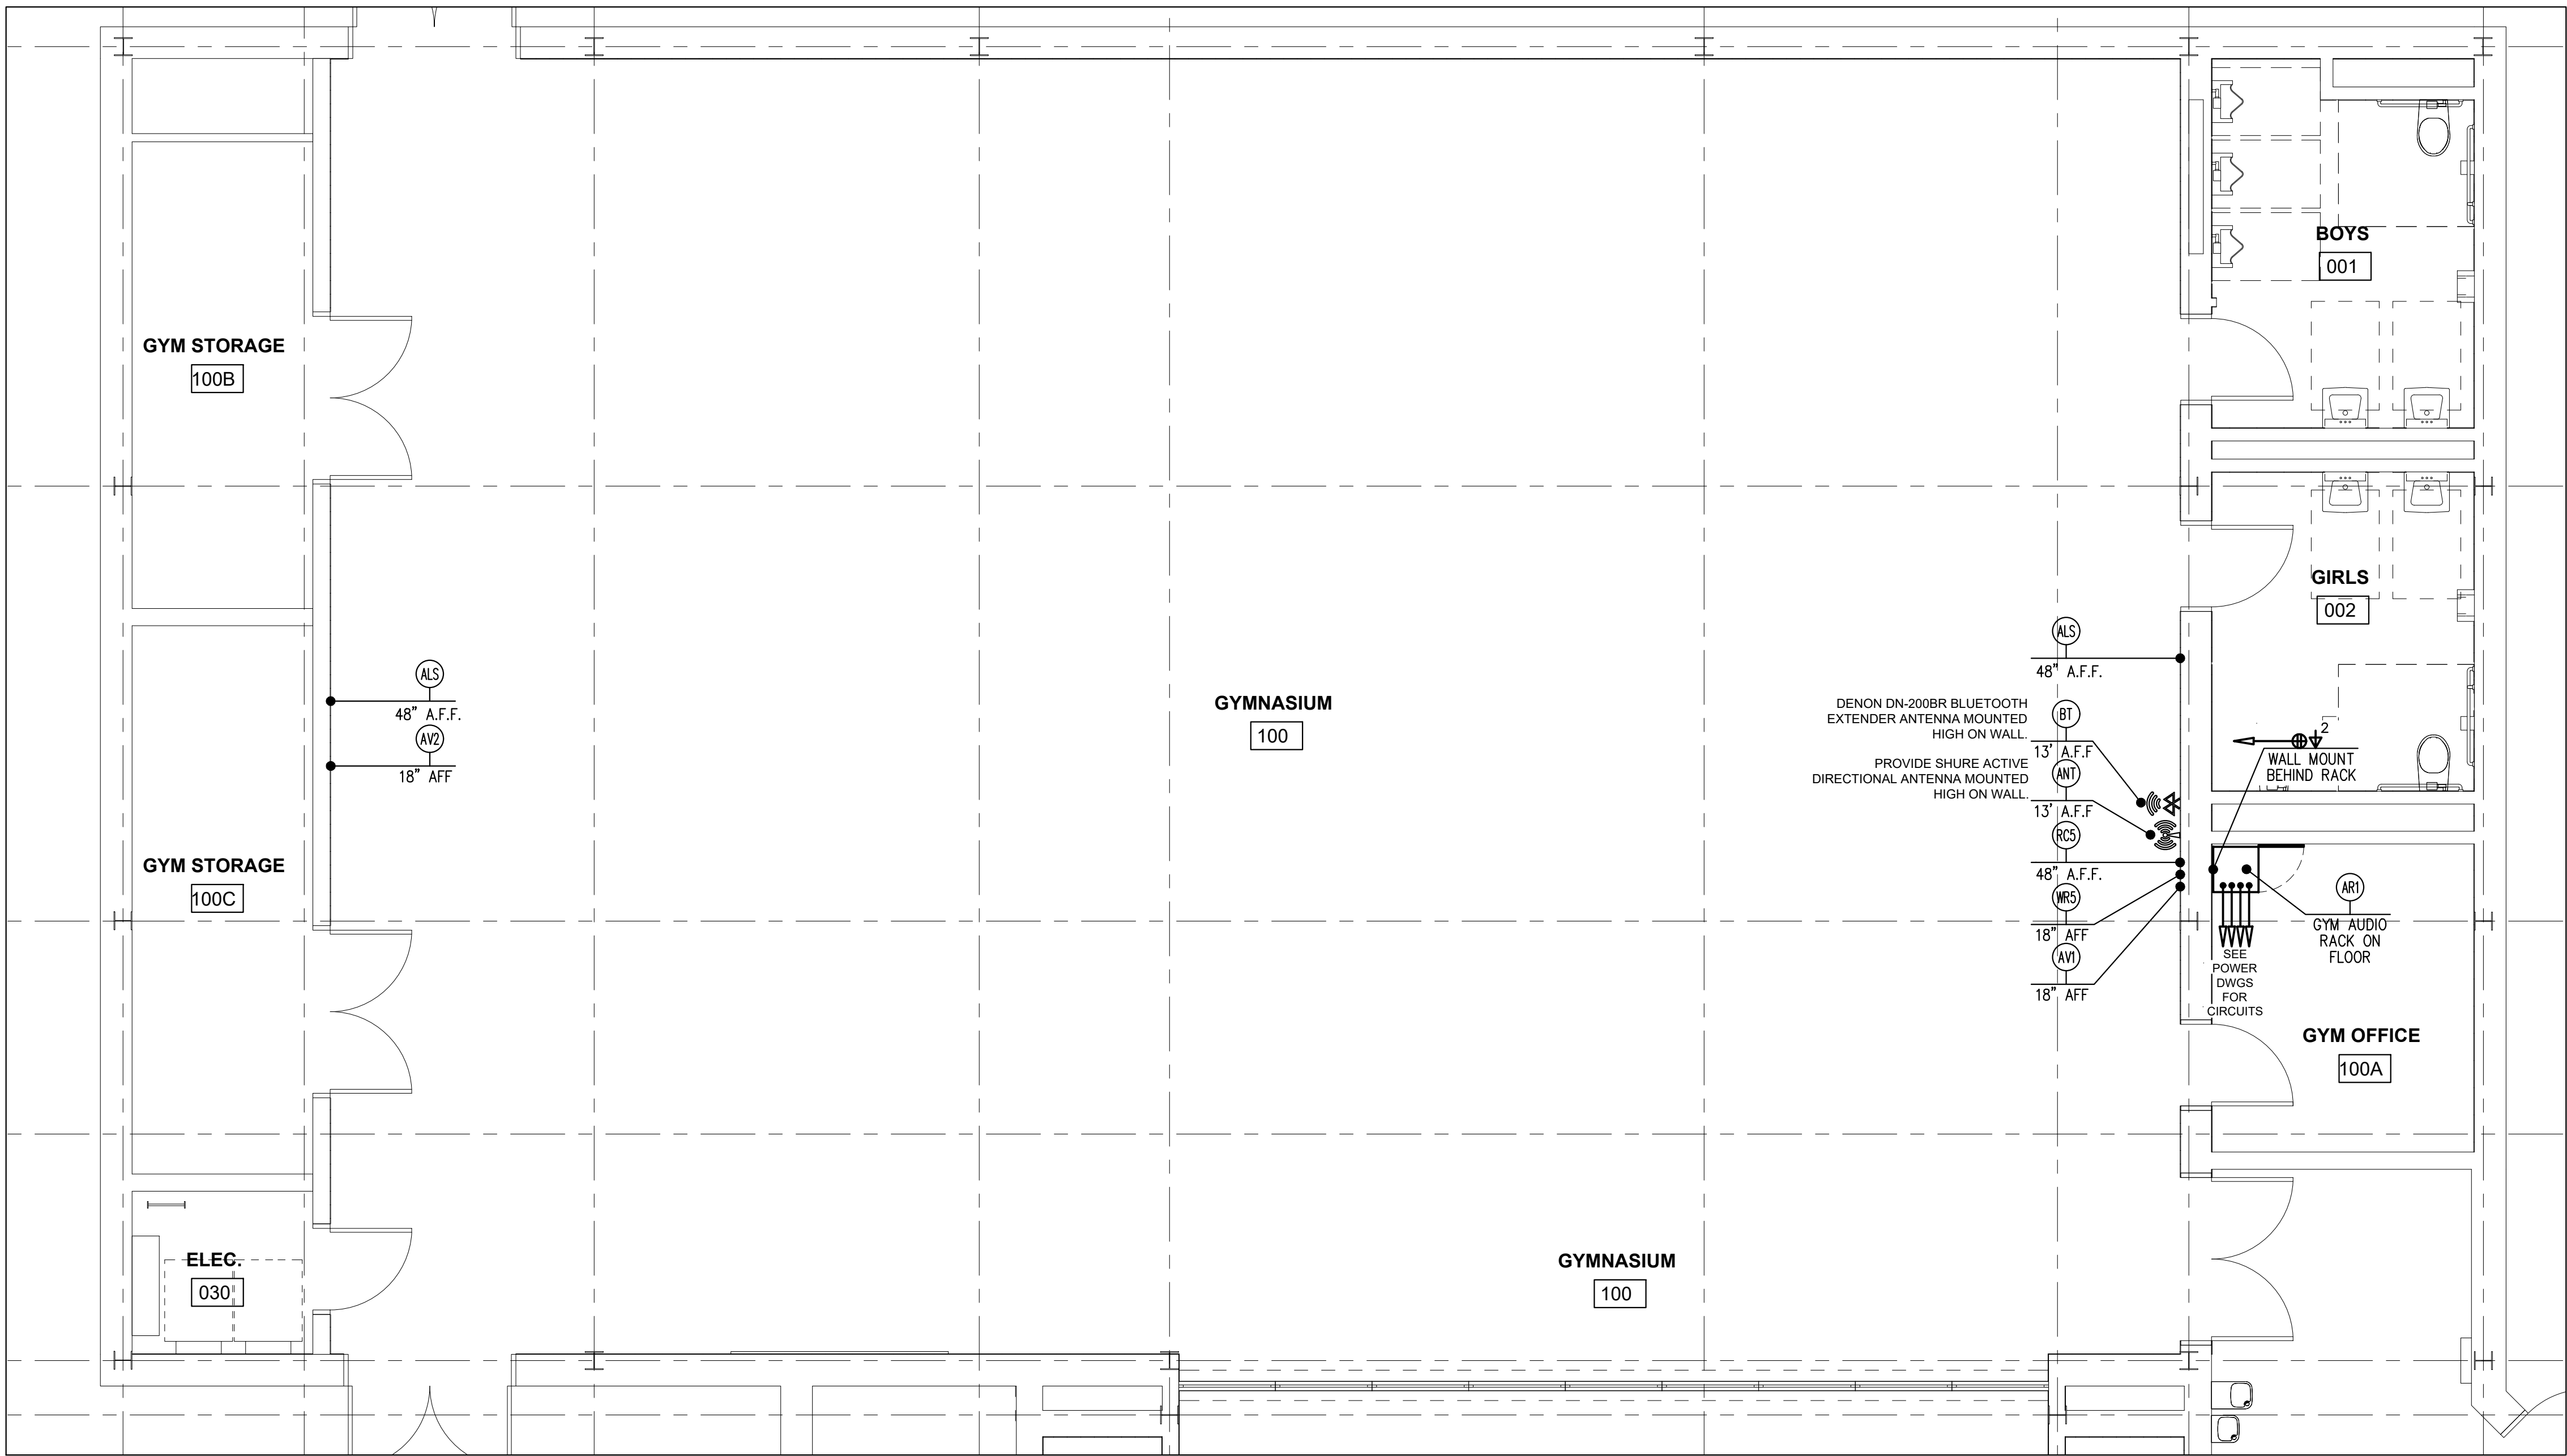 BOYS
001
GYM STORAGE
100B
GIRLS
002
ALS
48" A.F.F.
AV2
18" AFF
GYMNASIUM
100
ALS
48" A.F.F.
DENON DN-200BR BLUETOOTH
EXTENDER ANTENNA MOUNTED
HIGH ON WALL.
BT
13' A.F.F
PROVIDE SHURE ACTIVE
DIRECTIONAL ANTENNA MOUNTED
HIGH ON WALL.
ANT
13' A.F.F
RC5
48" A.F.F.
WR5
18" AFF
AV1
18" AFF
2
WALL MOUNT
BEHIND RACK
GYM STORAGE
100C
AR1
GYM AUDIO
RACK ON
FLOOR
SEE
POWER
DWGS
FOR
CIRCUITS
GYM OFFICE
100A
ELEC.
030
GYMNASIUM
100